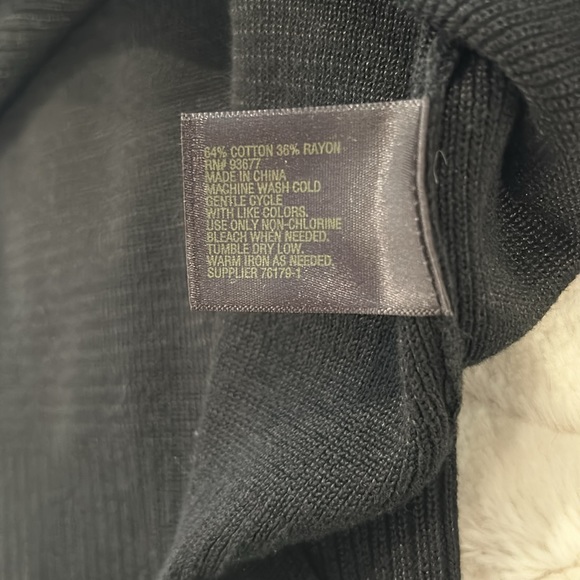 64% COTTON 36% RAYON
RN# 93677
MADE IN CHINA
MACHINE WASH COLD
GENTLE CYCLE
WITH LIKE COLORS.
USE ONLY NON-CHLORINE
BLEACH WHEN NEEDED.
TUMBLE DRY LOW.
WARM IRON AS NEEDED.
SUPPLIER 76179-1